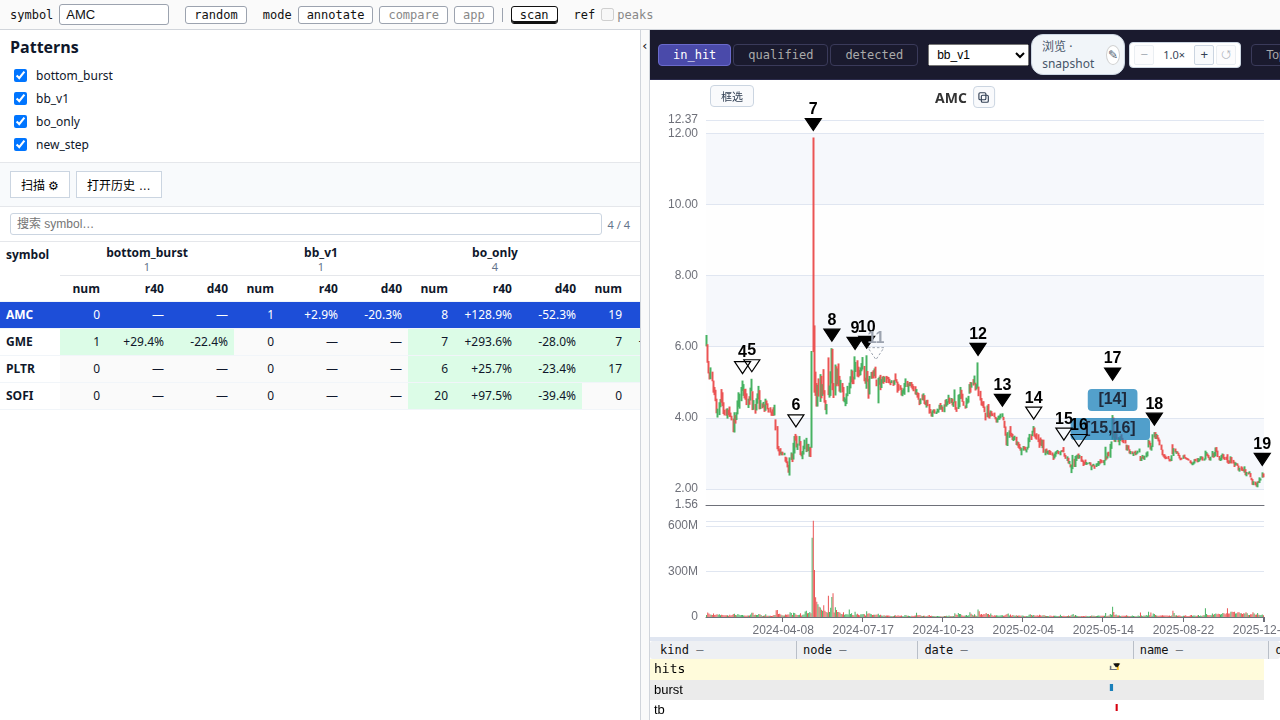 symbol AMC random mode annotate compare app | scan ref peaks
Patterns
bottom_burst
bb_v1
bo_only
new_step
扫描 ⚙ 打开历史 …
搜索 symbol… 4 / 4
symbol bottom_burst bb_v1 bo_only
1 1 4
num r40 d40 num r40 d40 num r40 d40 num
AMC 0 — — 1 +2.9% -20.3% 8 +128.9% -52.3% 19
GME 1 +29.4% -22.4% 0 — — 7 +293.6% -28.0% 7
PLTR 0 — — 0 — — 6 +25.7% -23.4% 17
SOFI 0 — — 0 — — 20 +97.5% -39.4% 0
‹
in_hit qualified detected bb_v1 浏览 · snapshot ✎ − 1.0× + ↺ To
框选 AMC
12.37
12.00
10.00
8.00
6.00
4.00
2.00
1.56
4 5 6 7 8 9 10 11 12 13 14 15 16 17 18 19
[14]
[15,16]
600M
300M
0
2024-04-08 2024-07-17 2024-10-23 2025-02-04 2025-05-14 2025-08-22 2025-12-
kind — node — date — name —
hits
burst
tb